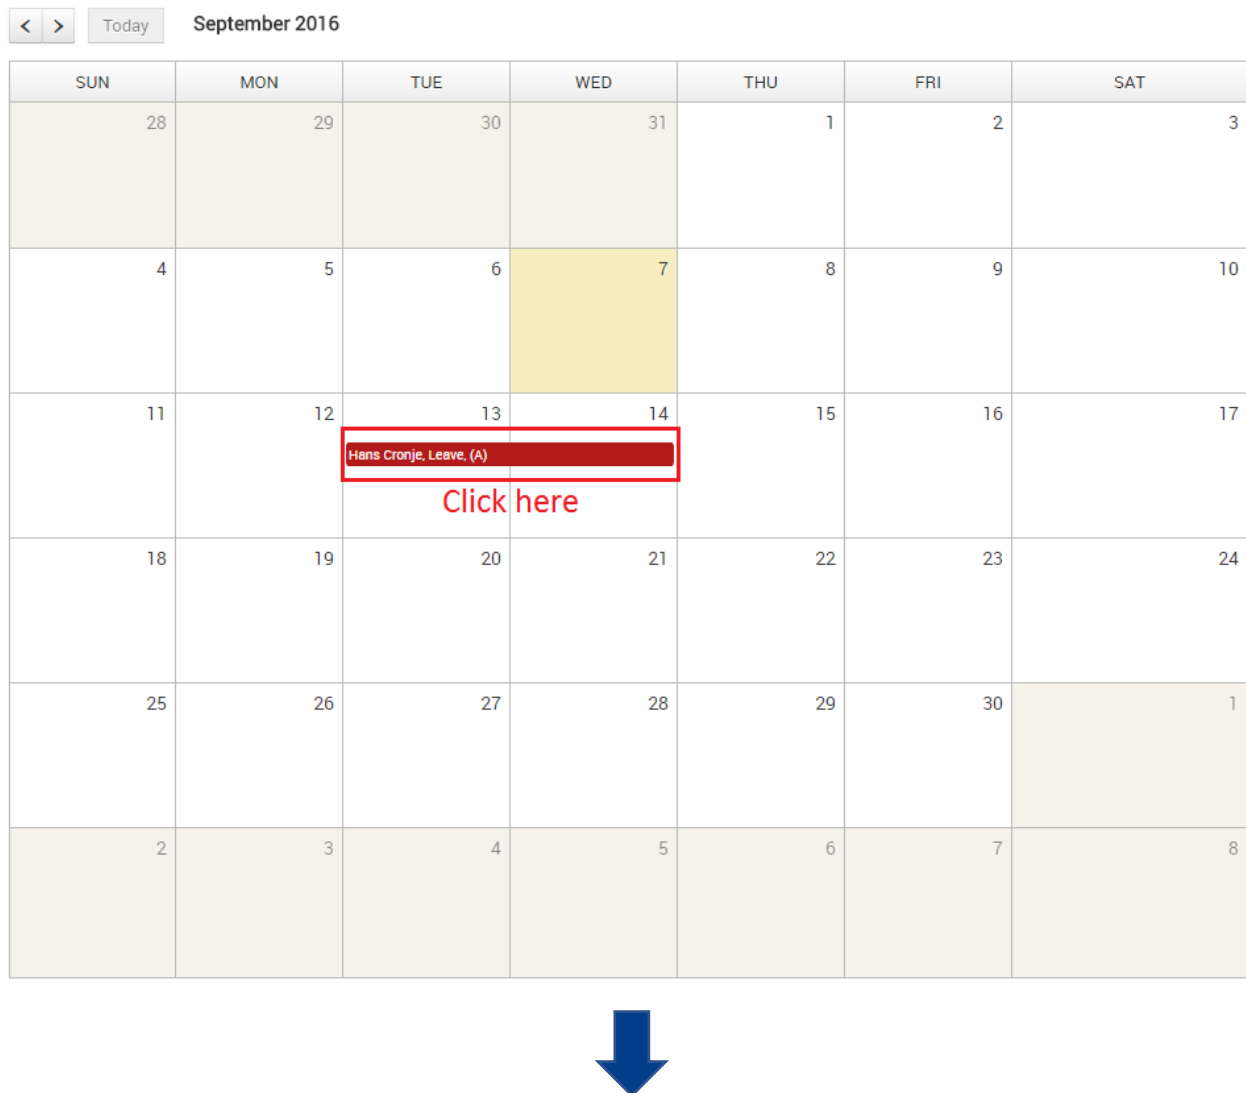 < > Today September 2016
SUN MON TUE WED THU FRI SAT
28 29 30 31 1 2 3
4 5 6 7 8 9 10
11 12 13 14 15 16 17
Hans Cronje, Leave, (A)
Click here
18 19 20 21 22 23 24
25 26 27 28 29 30 1
2 3 4 5 6 7 8